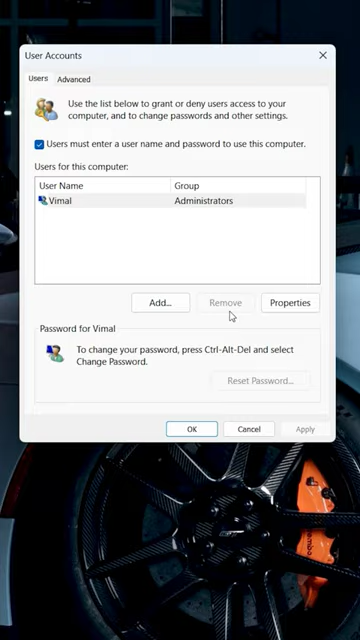 User Accounts
Users
Advanced
Use the list below to grant or deny users access to your
computer, and to change passwords and other settings.
Users must enter a user name and password to use this computer.
Users for this computer:
User Name
Group
Vimal
Administrators
Add...
Remove
Properties
Password for Vimal
To change your password, press Ctrl-Alt-Del and select
Change Password.
Reset Password...
OK
Cancel
Apply
brembo